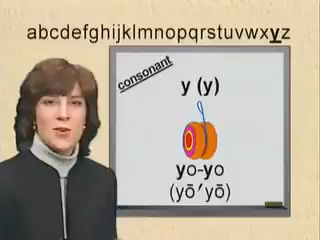 abcdefghijklmnopqrstuvwxyz
consonant
y (y)
yo-yo
(yō′yō)